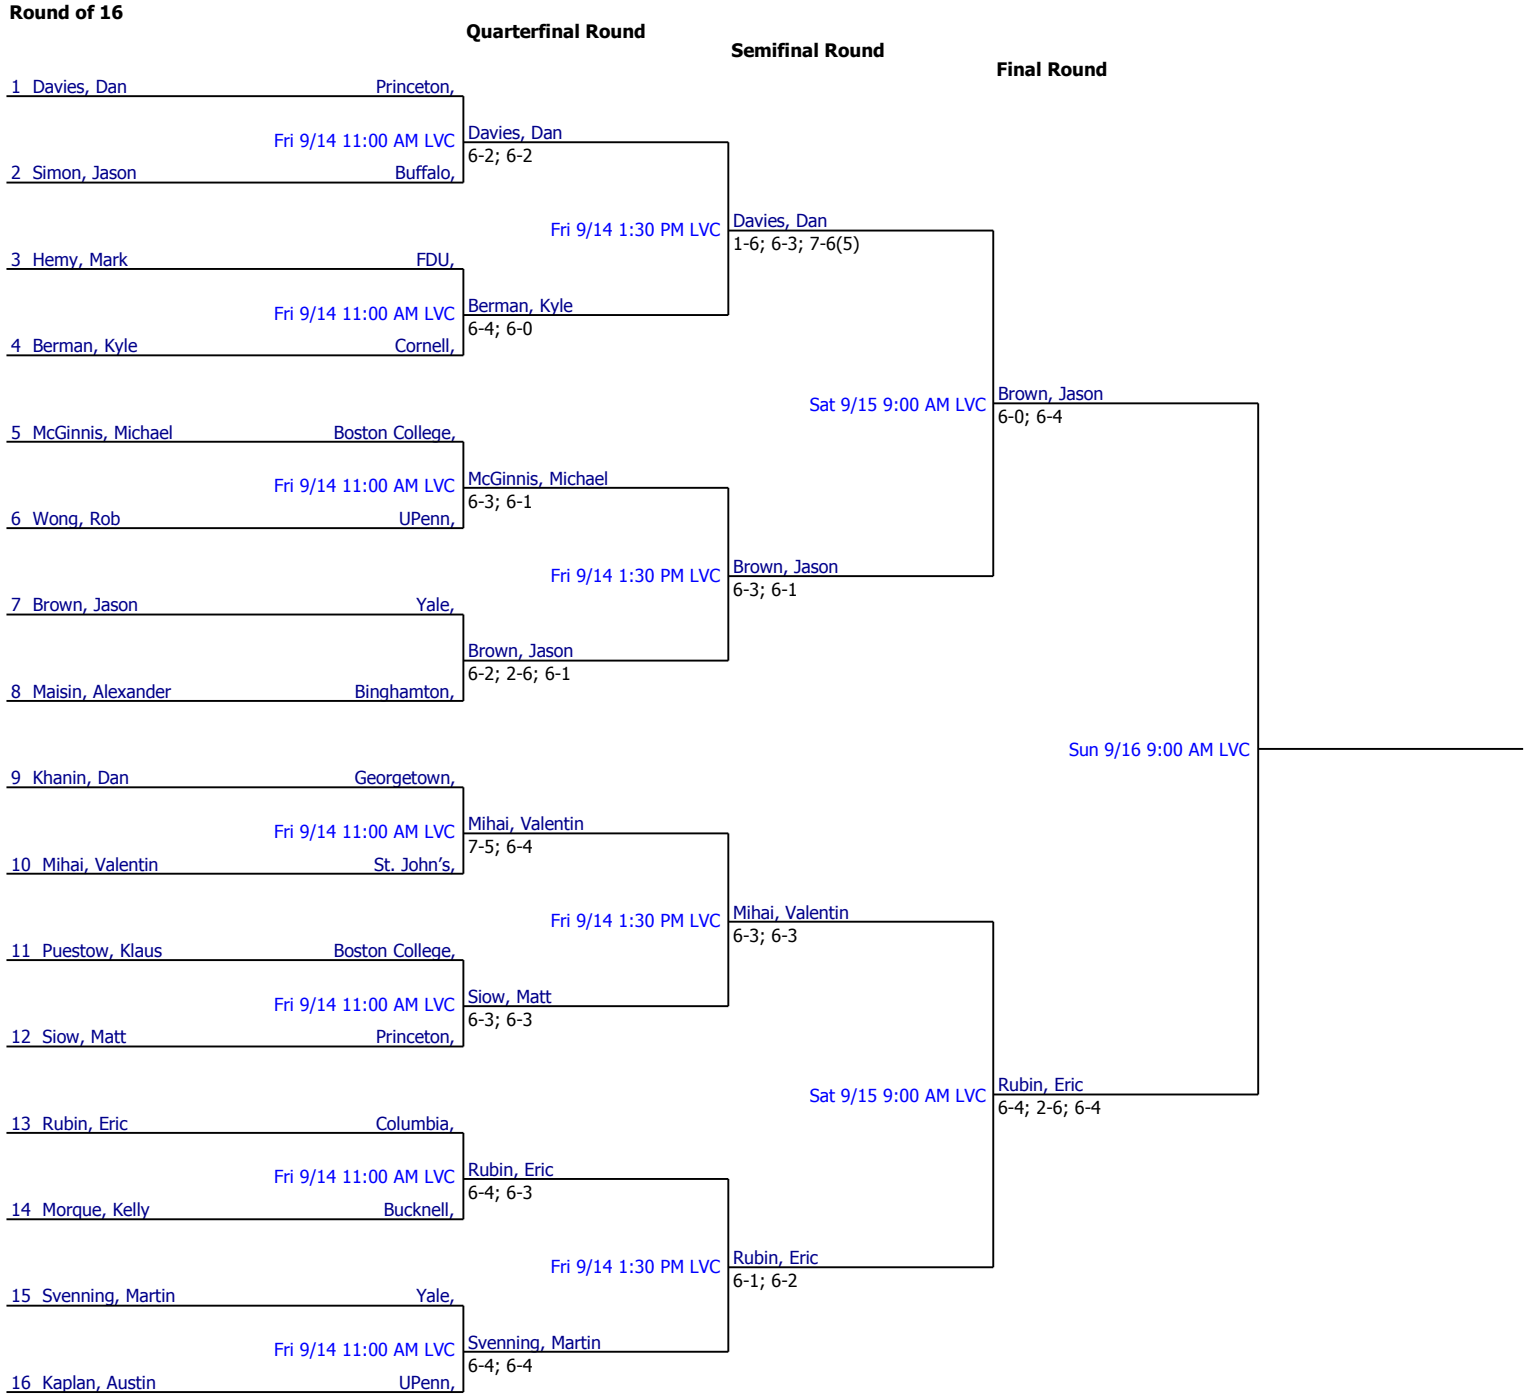 Round of 16
Quarterfinal Round
Semifinal Round
Final Round
1 Davies, Dan Princeton,
Fri 9/14 11:00 AM LVC
Davies, Dan
6-2; 6-2
2 Simon, Jason Buffalo,
Fri 9/14 1:30 PM LVC
Davies, Dan
1-6; 6-3; 7-6(5)
3 Hemy, Mark FDU,
Fri 9/14 11:00 AM LVC
Berman, Kyle
6-4; 6-0
4 Berman, Kyle Cornell,
Sat 9/15 9:00 AM LVC
Brown, Jason
6-0; 6-4
5 McGinnis, Michael Boston College,
Fri 9/14 11:00 AM LVC
McGinnis, Michael
6-3; 6-1
6 Wong, Rob UPenn,
Fri 9/14 1:30 PM LVC
Brown, Jason
6-3; 6-1
7 Brown, Jason Yale,
Brown, Jason
6-2; 2-6; 6-1
8 Maisin, Alexander Binghamton,
Sun 9/16 9:00 AM LVC
9 Khanin, Dan Georgetown,
Fri 9/14 11:00 AM LVC
Mihai, Valentin
7-5; 6-4
10 Mihai, Valentin St. John’s,
Fri 9/14 1:30 PM LVC
Mihai, Valentin
6-3; 6-3
11 Puestow, Klaus Boston College,
Fri 9/14 11:00 AM LVC
Siow, Matt
6-3; 6-3
12 Siow, Matt Princeton,
Sat 9/15 9:00 AM LVC
Rubin, Eric
6-4; 2-6; 6-4
13 Rubin, Eric Columbia,
Fri 9/14 11:00 AM LVC
Rubin, Eric
6-4; 6-3
14 Morque, Kelly Bucknell,
Fri 9/14 1:30 PM LVC
Rubin, Eric
6-1; 6-2
15 Svenning, Martin Yale,
Fri 9/14 11:00 AM LVC
Svenning, Martin
6-4; 6-4
16 Kaplan, Austin UPenn,